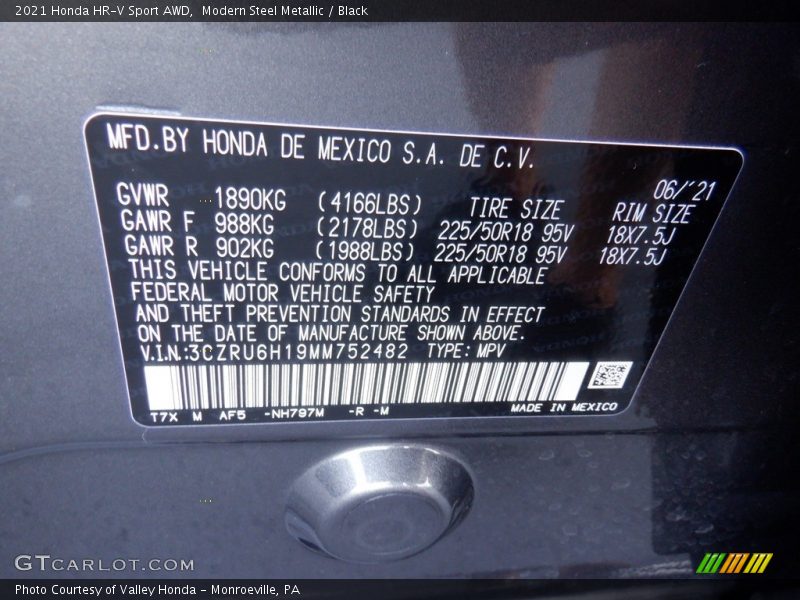 2021 Honda HR-V Sport AWD,  Modern Steel Metallic / Black
MFD.BY HONDA DE MEXICO S.A. DE C.V.
06/'21
GVWR 1890KG (4166LBS) TIRE SIZE RIM SIZE
GAWR F 988KG (2178LBS) 225/50R18 95V 18X7.5J
GAWR R 902KG (1988LBS) 225/50R18 95V 18X7.5J
THIS VEHICLE CONFORMS TO ALL APPLICABLE
FEDERAL MOTOR VEHICLE SAFETY
AND THEFT PREVENTION STANDARDS IN EFFECT
ON THE DATE OF MANUFACTURE SHOWN ABOVE.
V.I.N:3CZRU6H19MM752482 TYPE: MPV
T7X M AF5 -NH797M -R -M MADE IN MEXICO
GTCARLOT.COM
Photo Courtesy of Valley Honda - Monroeville, PA